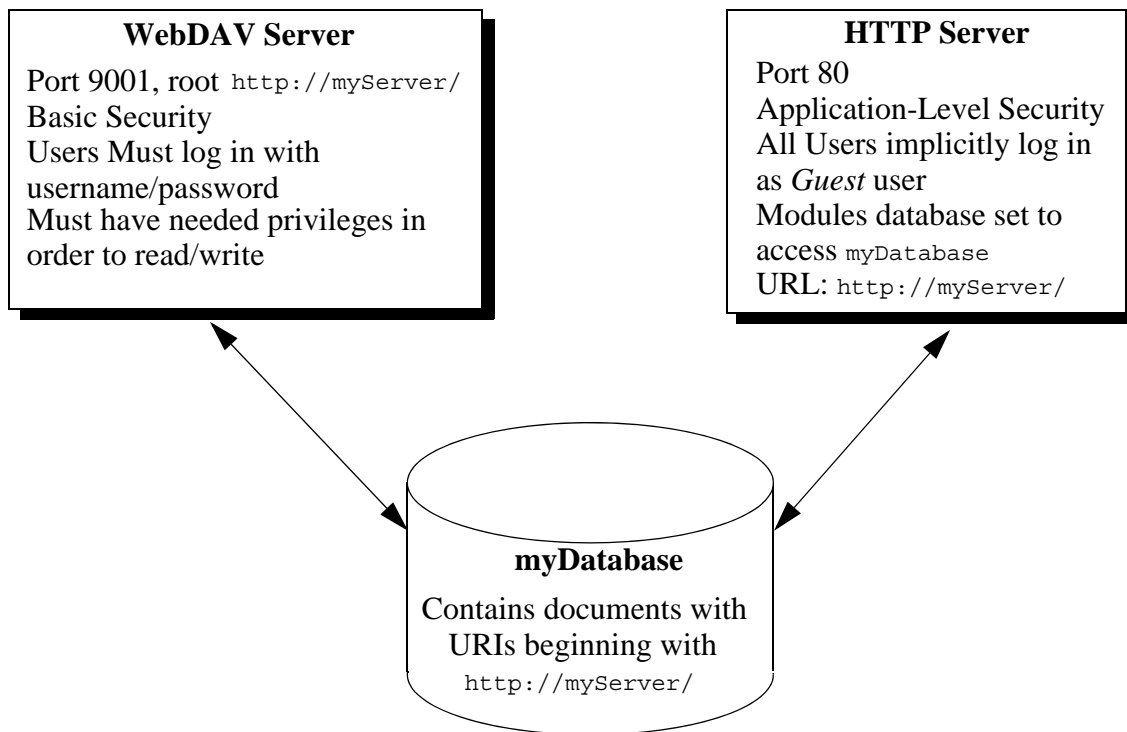 WebDAV Server
Port 9001, root http://myServer/
Basic Security
Users Must log in with
username/password
Must have needed privileges in
order to read/write
HTTP Server
Port 80
Application-Level Security
All Users implicitly log in
as Guest user
Modules database set to
access myDatabase
URL: http://myServer/
myDatabase
Contains documents with
URIs beginning with
http://myServer/